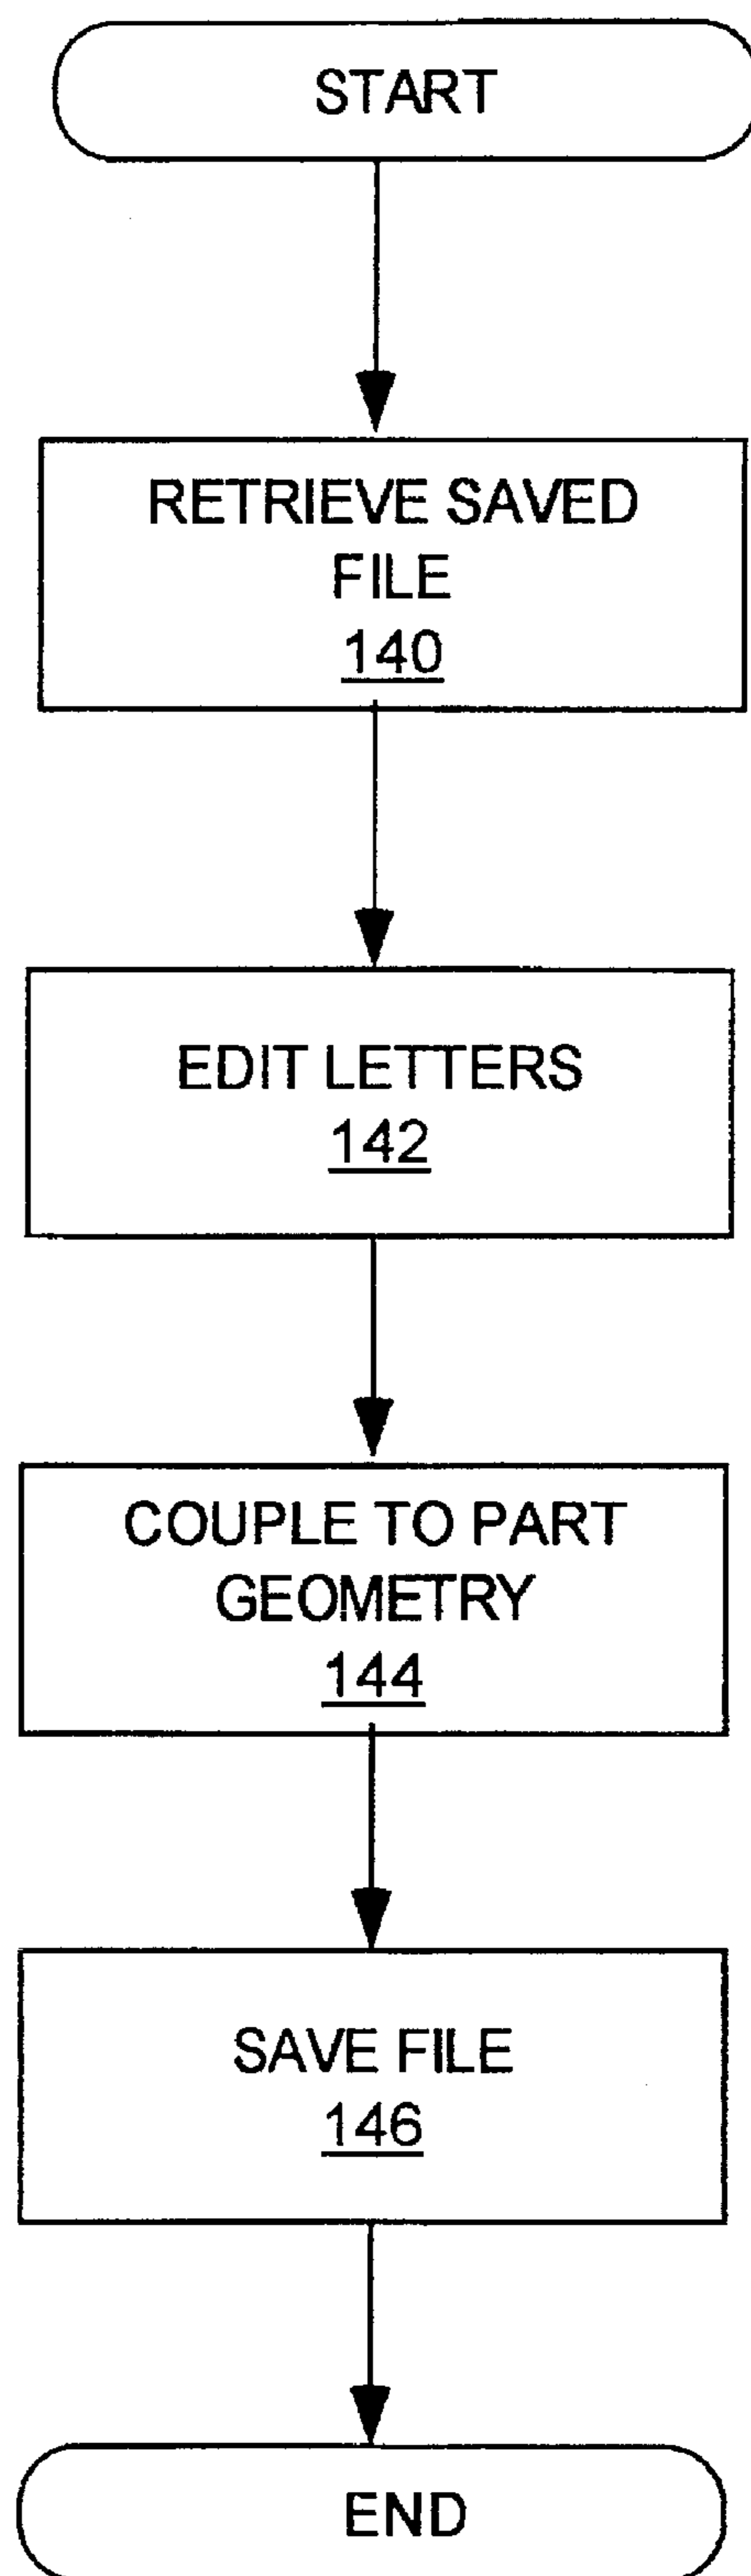 START
RETRIEVE SAVED
FILE
140
EDIT LETTERS
142
COUPLE TO PART
GEOMETRY
144
SAVE FILE
146
END